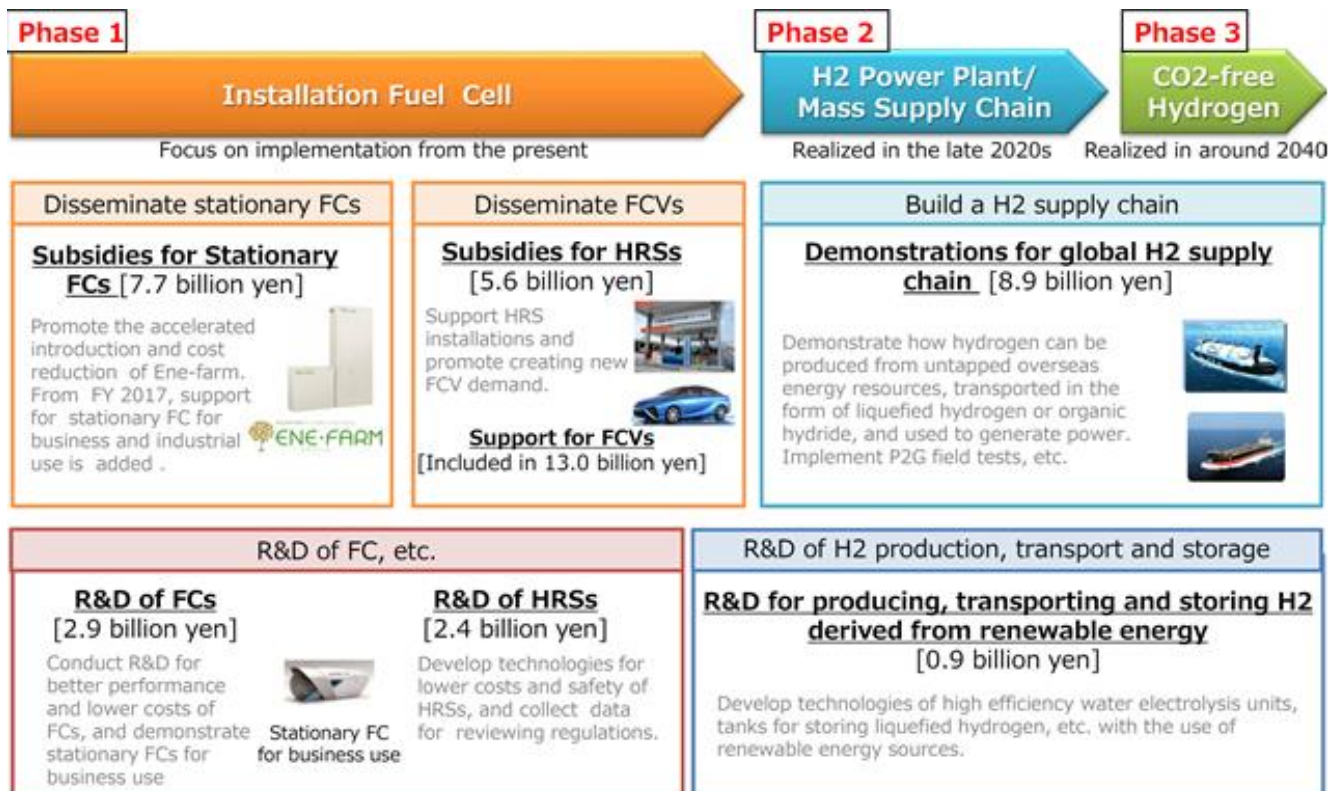 Phase 1
Installation Fuel Cell
Focus on implementation from the present
Phase 2
H2 Power Plant/
Mass Supply Chain
Realized in the late 2020s
Phase 3
CO2-free
Hydrogen
Realized in around 2040
Disseminate stationary FCs
Subsidies for Stationary
FCs [7.7 billion yen]
Promote the accelerated
introduction and cost
reduction of Ene-farm.
From FY 2017, support
for stationary FC for
business and industrial
use is added .
ENE·FARM
Disseminate FCVs
Subsidies for HRSs
[5.6 billion yen]
Support HRS
installations and
promote creating new
FCV demand.
Support for FCVs
[Included in 13.0 billion yen]
Build a H2 supply chain
Demonstrations for global H2 supply
chain [8.9 billion yen]
Demonstrate how hydrogen can be
produced from untapped overseas
energy resources, transported in the
form of liquefied hydrogen or organic
hydride, and used to generate power.
Implement P2G field tests, etc.
R&D of FC, etc.
R&D of FCs
[2.9 billion yen]
Conduct R&D for
better performance
and lower costs of
FCs, and demonstrate
stationary FCs for
business use
Stationary FC
for business use
R&D of HRSs
[2.4 billion yen]
Develop technologies for
lower costs and safety of
HRSs, and collect data
for reviewing regulations.
R&D of H2 production, transport and storage
R&D for producing, transporting and storing H2
derived from renewable energy
[0.9 billion yen]
Develop technologies of high efficiency water electrolysis units,
tanks for storing liquefied hydrogen, etc. with the use of
renewable energy sources.